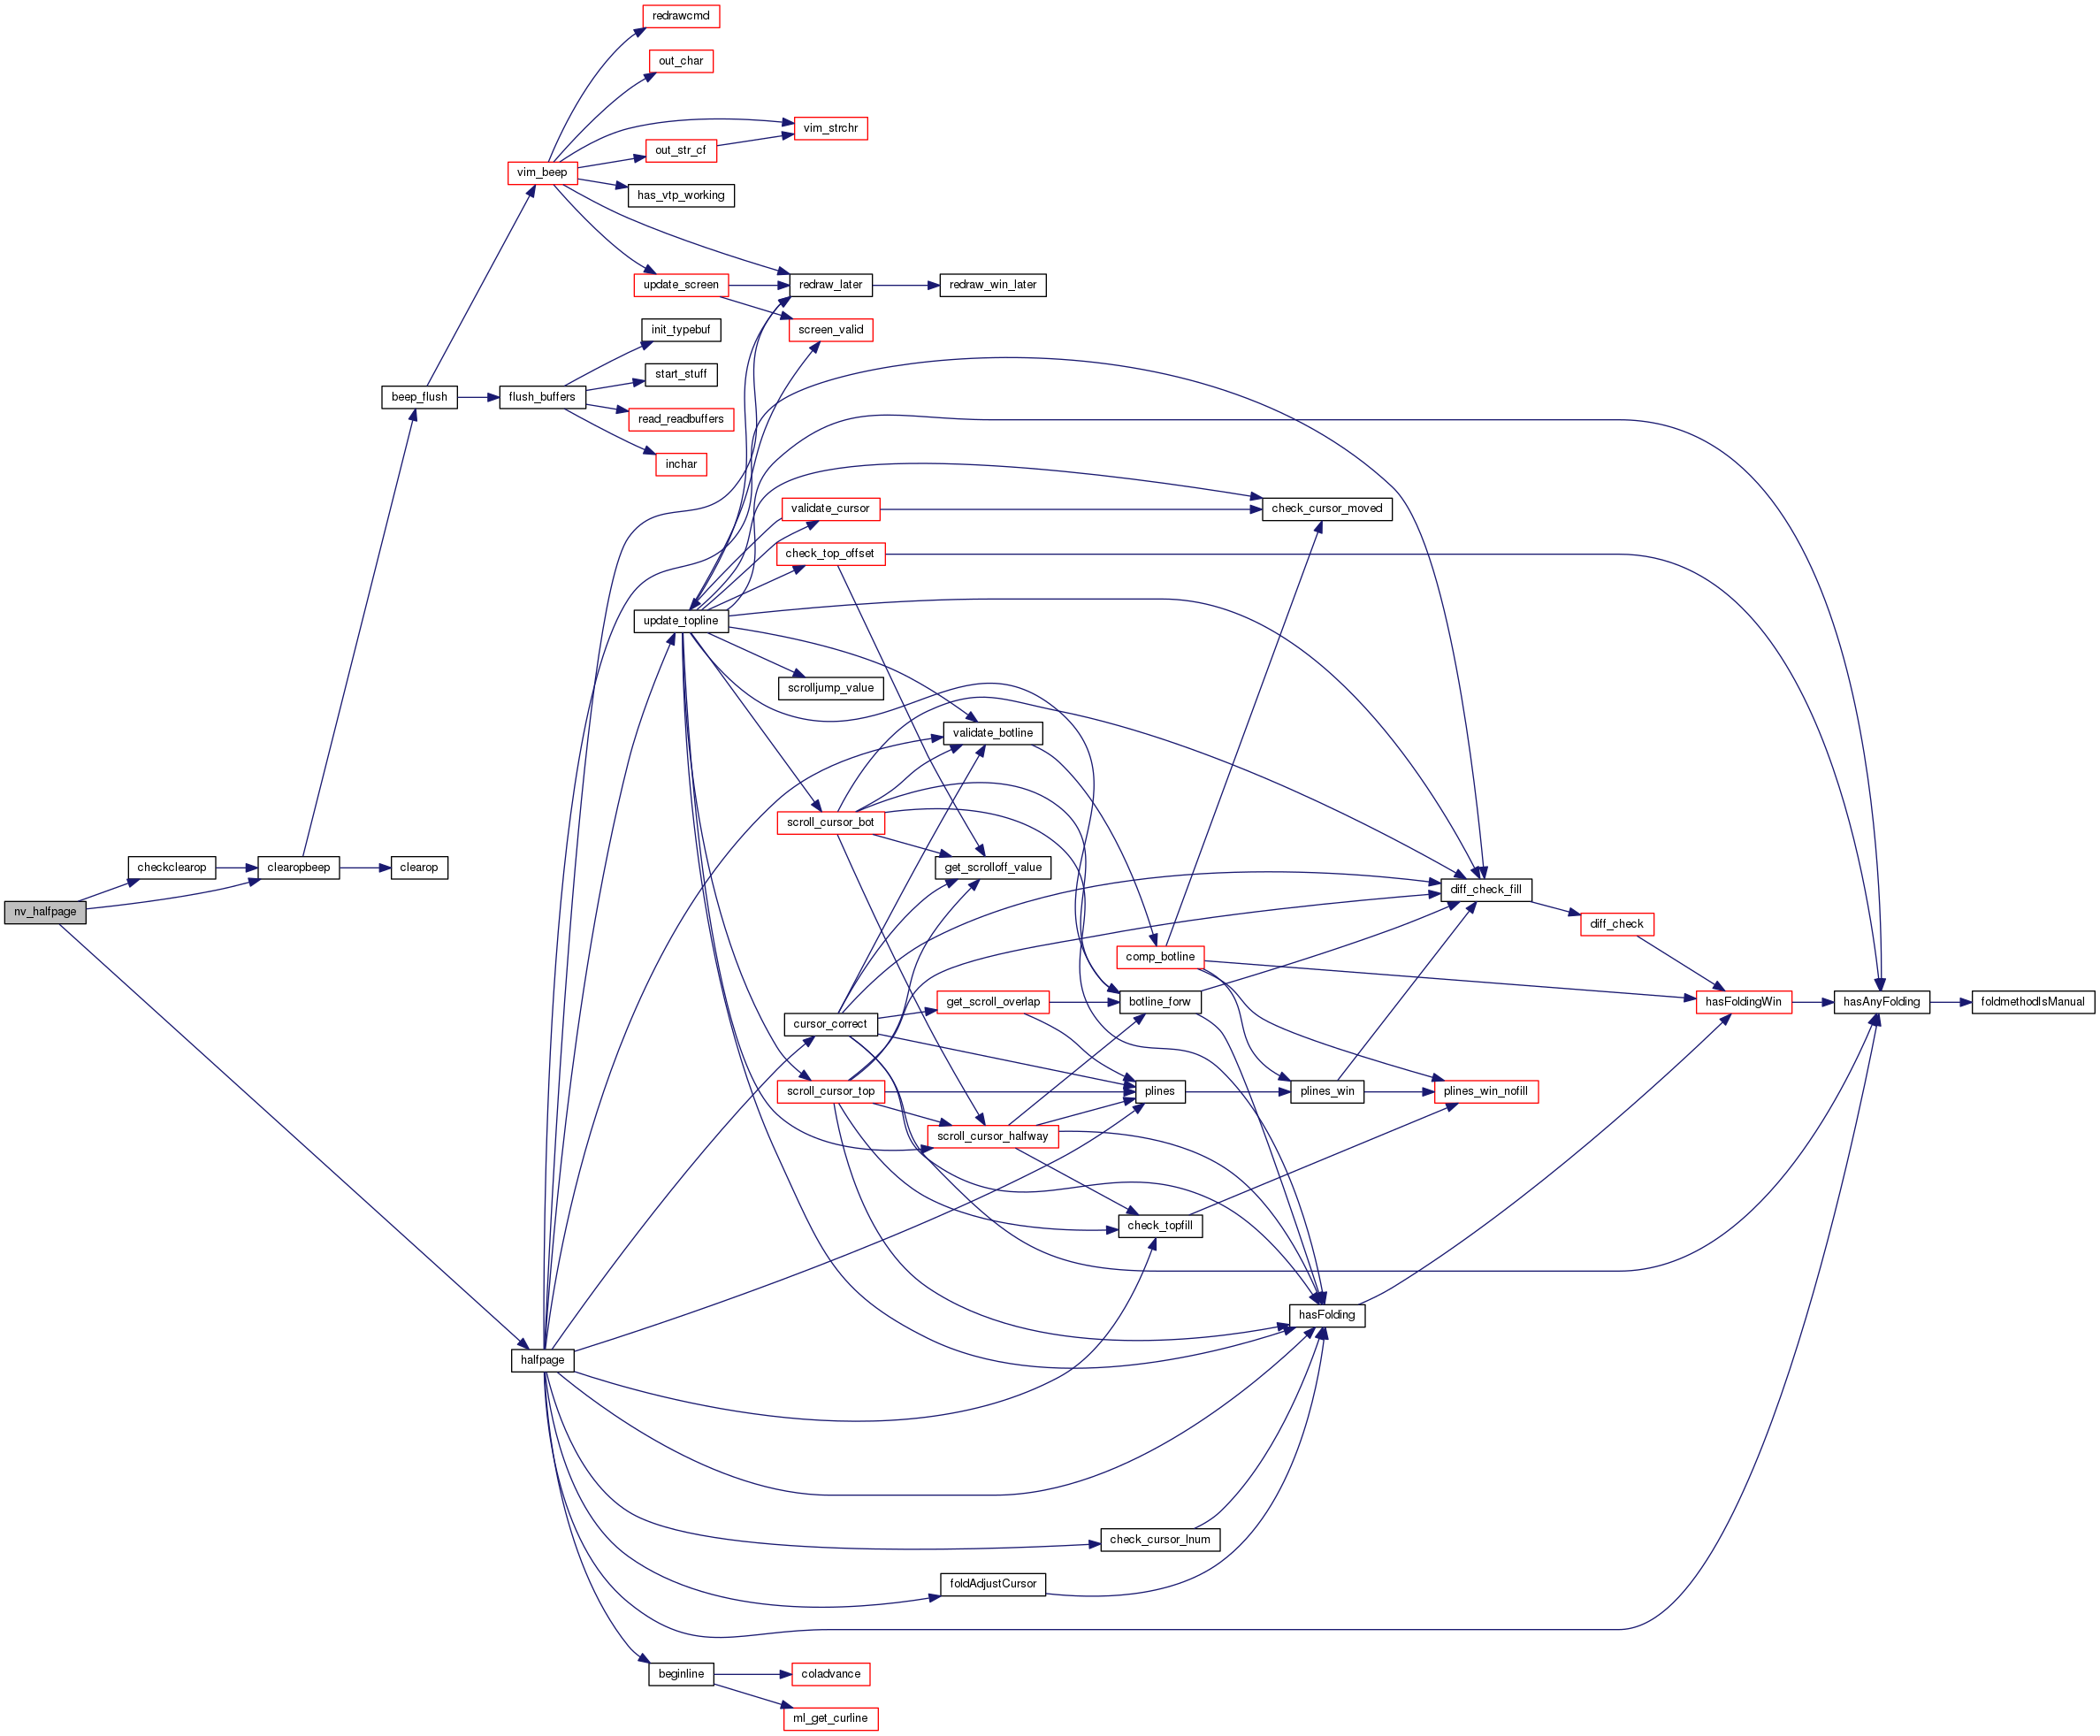 redrawcmd
out_char
vim_strchr
out_str_cf
vim_beep
has_vtp_working
update_screen
redraw_later
redraw_win_later
init_typebuf
screen_valid
start_stuff
beep_flush
flush_buffers
read_readbuffers
inchar
validate_cursor
check_cursor_moved
check_top_offset
update_topline
scrolljump_value
validate_botline
scroll_cursor_bot
checkclearop
clearopbeep
clearop
get_scrolloff_value
diff_check_fill
nv_halfpage
diff_check
comp_botline
get_scroll_overlap
botline_forw
hasFoldingWin
hasAnyFolding
foldmethodIsManual
cursor_correct
scroll_cursor_top
plines
plines_win
plines_win_nofill
scroll_cursor_halfway
check_topfill
hasFolding
halfpage
check_cursor_lnum
foldAdjustCursor
beginline
coladvance
ml_get_curline